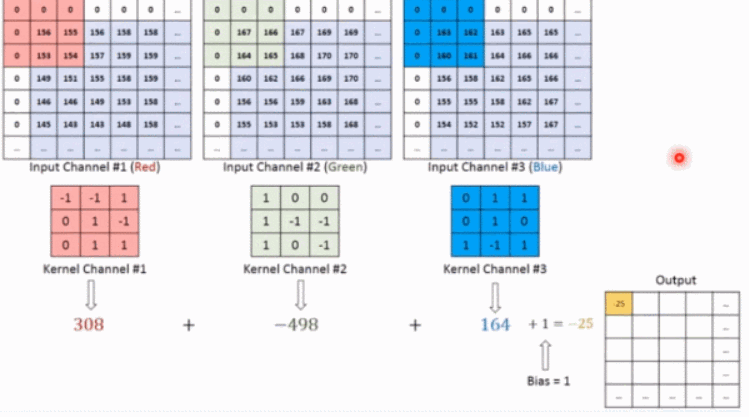 0 0 0 0 0 0 ... 0 0 0 0 0 0 ... 0 0 0 0 0 0 ...
0 156 155 156 158 158 ... 0 167 166 167 169 169 ... 0 163 162 163 165 165 ...
0 153 154 157 159 159 ... 0 164 165 168 170 170 ... 0 160 161 164 166 166 ...
0 149 151 155 158 159 ... 0 160 162 166 169 170 ... 0 156 158 162 165 166 ...
0 146 146 149 153 158 ... 0 156 156 159 163 168 ... 0 155 155 158 162 167 ...
0 145 143 143 148 158 ... 0 155 153 153 158 168 ... 0 154 152 152 157 167 ...
... ... ... ... ... ... ... ... ... ... ... ... ... ... ... ... ... ... ... ... ...
Input Channel #1 (Red) Input Channel #2 (Green) Input Channel #3 (Blue)
-1 -1 1 1 0 0 0 1 1
0 1 -1 1 -1 -1 0 1 0
0 1 1 1 0 -1 1 -1 1
Kernel Channel #1 Kernel Channel #2 Kernel Channel #3
Output
308 + −498 + 164 + 1 = −25
Bias = 1
-25 ...
...
...
...
... ... ... ... ...